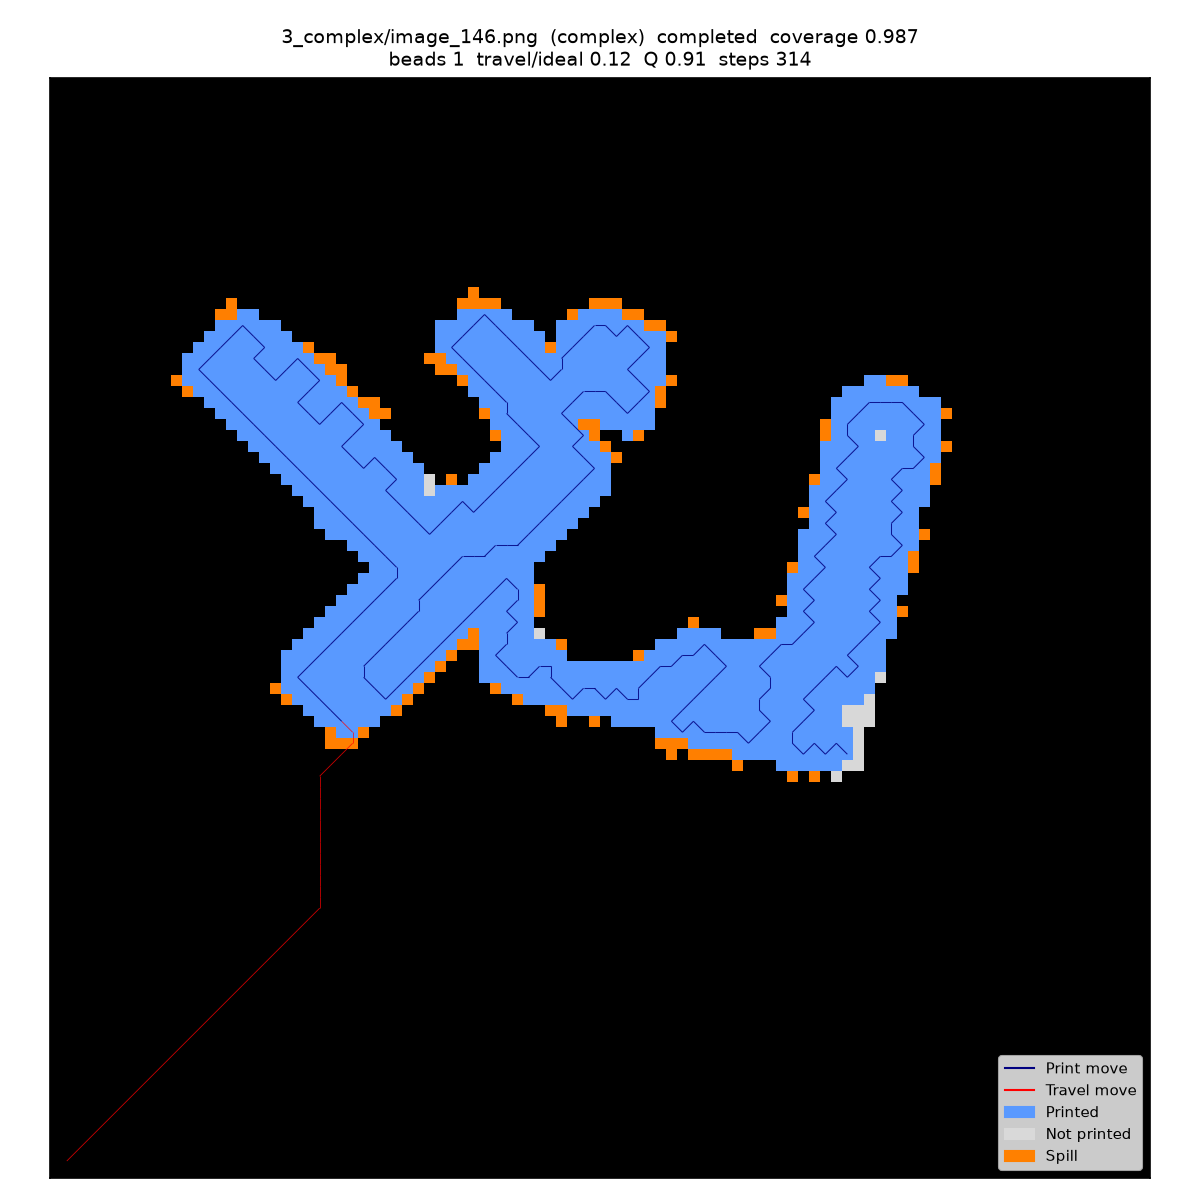 3_complex/image_146.png  (complex)  completed  coverage 0.987
beads 1  travel/ideal 0.12  Q 0.91  steps 314
Print move
Travel move
Printed
Not printed
Spill